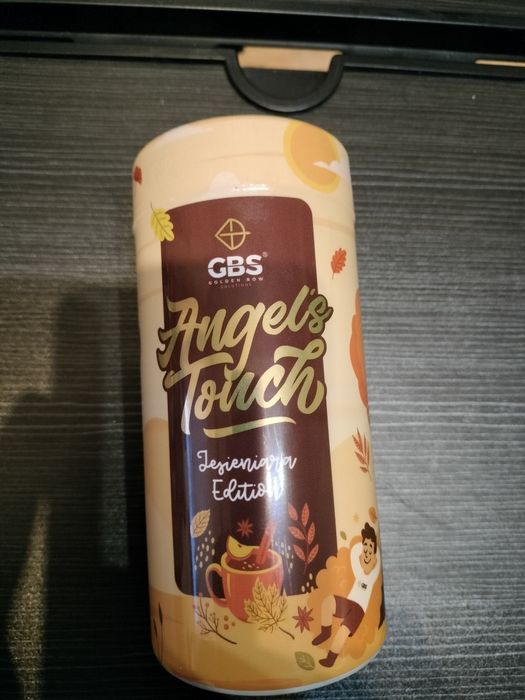 GBS®
GOLDEN BOW
SOLUTIONS
Angel's
Touch
Jesieniara
Edition